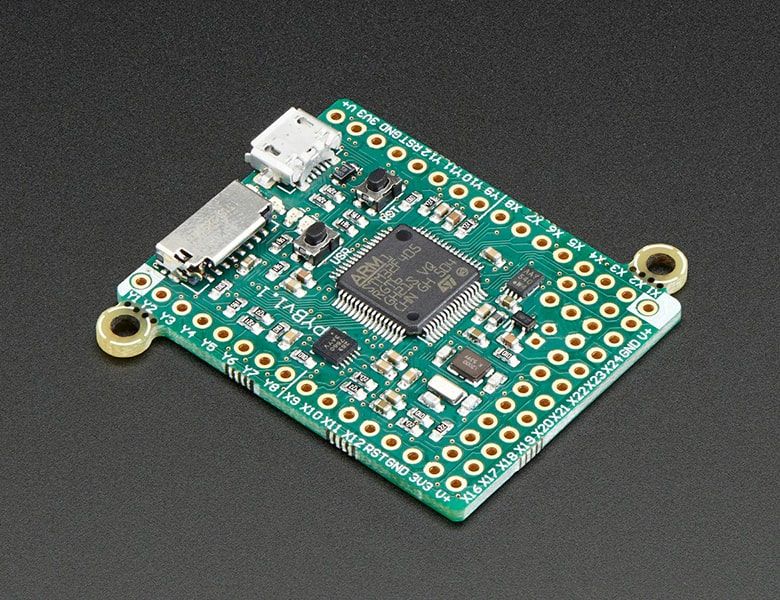 V+
3V3
GND
RST
Y12
Y11
Y10
Y9
X8
X7
X6
X5
X4
X3
X2
X1
RST
USR
ARM
STM32F405
PYBv1.1
Y1
Y2
Y3
Y4
Y5
Y6
Y7
Y8
X9
X10
X11
X12
RST
GND
3V3
V+
X16
X17
X18
X19
X20
X21
X22
X23
X24
GND
V+